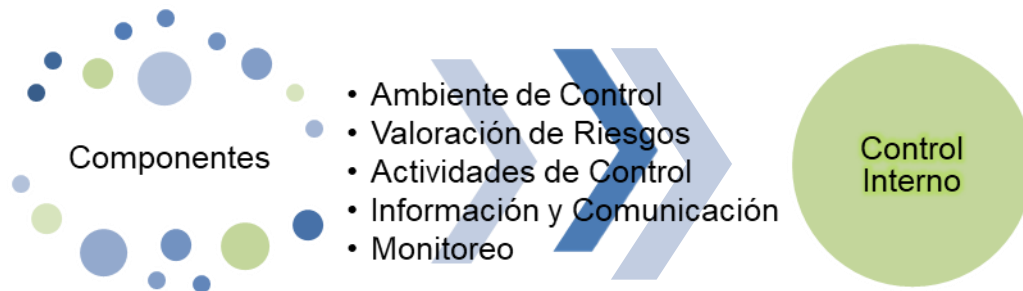 Componentes
• Ambiente de Control
• Valoración de Riesgos
• Actividades de Control
• Información y Comunicación
• Monitoreo
Control
Interno